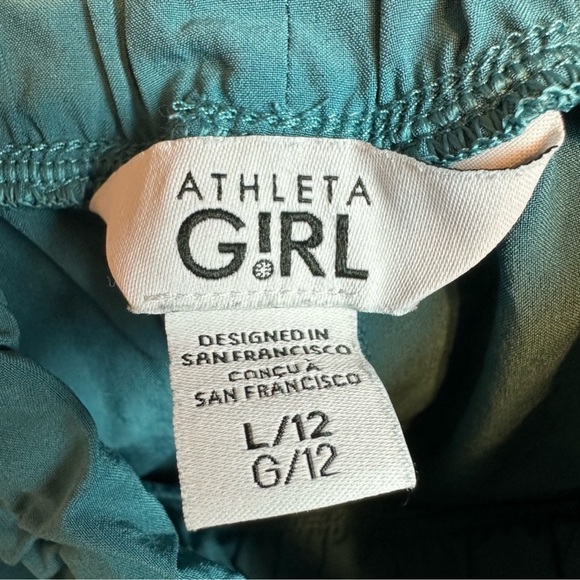 ATHLETA
G!RL
DESIGNED IN
SAN FRANCISCO
CONÇU À
SAN FRANCISCO
L/12
G/12